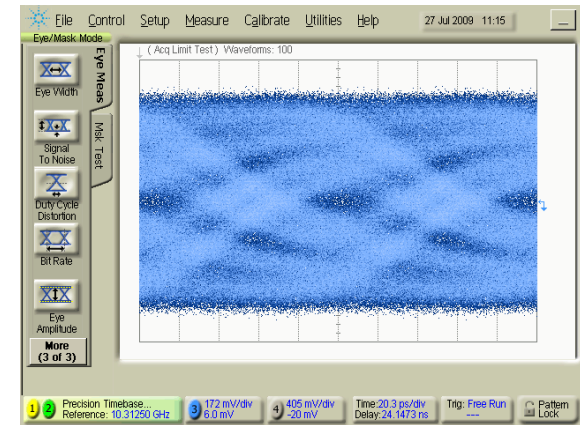 File Control Setup Measure Calibrate Utilities Help 27 Jul 2009 11:15
Eye/Mask Mode
( Acq Limit Test ) Waveforms: 100
Eye Meas
Mask Test
Eye Width
Signal
To Noise
Duty Cycle
Distortion
Bit Rate
Eye
Amplitude
More
(3 of 3)
1 2 Precision Timebase...
Reference: 10.31250 GHz
3 172 mV/div
6.0 mV
4 405 mV/div
-20 mV
Time:20.3 ps/div
Delay:24.1473 ns
Trig: Free Run
---
Pattern
Lock